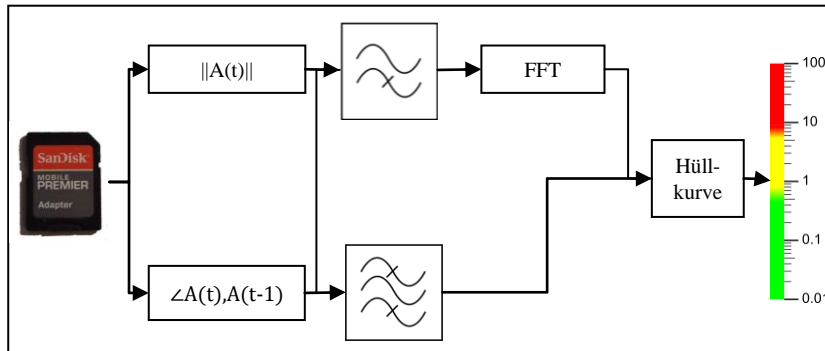 ||A(t)||
FFT
SanDisk
MOBILE
PREMIER
Adapter
∠A(t),A(t-1)
Hüll-
kurve
100
10
1
0.1
0.01